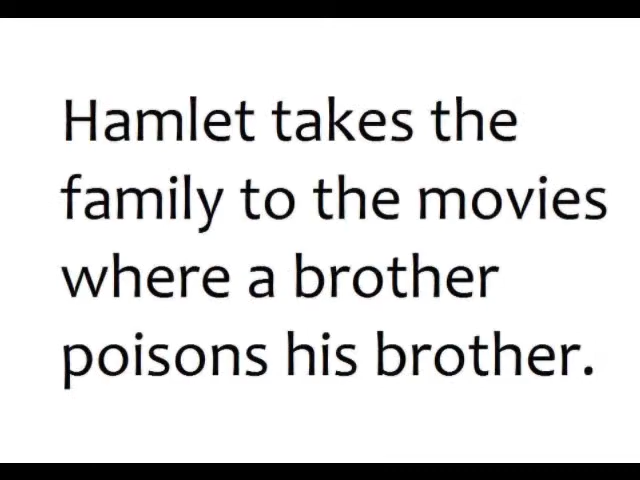 Hamlet takes the
family to the movies
where a brother
poisons his brother.